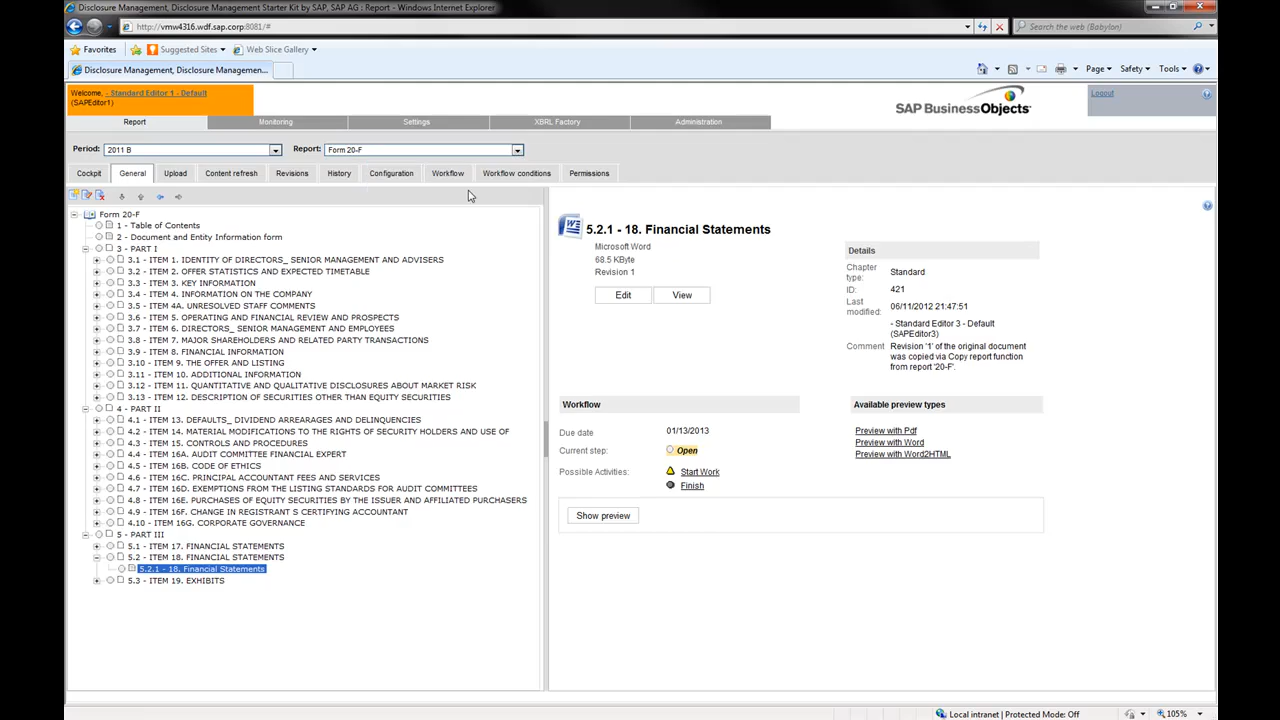 Disclosure Management, Disclosure Management Starter Kit by SAP, SAP AG : Report - Windows Internet Explorer
http://vmw4316.wdf.sap.corp:8081/#
Search the web (Babylon)
Favorites
Suggested Sites
Web Slice Gallery
Disclosure Management, Disclosure Managemen...
Page
Safety
Tools
Welcome, - Standard Editor 1 - Default
(SAPEditor1)
SAP BusinessObjects
Logout
Report
Monitoring
Settings
XBRL Factory
Administration
Period: 2011 B
Report: Form 20-F
Cockpit
General
Upload
Content refresh
Revisions
History
Configuration
Workflow
Workflow conditions
Permissions
Form 20-F
1 - Table of Contents
2 - Document and Entity Information form
3 - PART I
3.1 - ITEM 1. IDENTITY OF DIRECTORS_ SENIOR MANAGEMENT AND ADVISERS
3.2 - ITEM 2. OFFER STATISTICS AND EXPECTED TIMETABLE
3.3 - ITEM 3. KEY INFORMATION
3.4 - ITEM 4. INFORMATION ON THE COMPANY
3.5 - ITEM 4A. UNRESOLVED STAFF COMMENTS
3.6 - ITEM 5. OPERATING AND FINANCIAL REVIEW AND PROSPECTS
3.7 - ITEM 6. DIRECTORS_ SENIOR MANAGEMENT AND EMPLOYEES
3.8 - ITEM 7. MAJOR SHAREHOLDERS AND RELATED PARTY TRANSACTIONS
3.9 - ITEM 8. FINANCIAL INFORMATION
3.10 - ITEM 9. THE OFFER AND LISTING
3.11 - ITEM 10. ADDITIONAL INFORMATION
3.12 - ITEM 11. QUANTITATIVE AND QUALITATIVE DISCLOSURES ABOUT MARKET RISK
3.13 - ITEM 12. DESCRIPTION OF SECURITIES OTHER THAN EQUITY SECURITIES
4 - PART II
4.1 - ITEM 13. DEFAULTS_ DIVIDEND ARREARAGES AND DELINQUENCIES
4.2 - ITEM 14. MATERIAL MODIFICATIONS TO THE RIGHTS OF SECURITY HOLDERS AND USE OF
4.3 - ITEM 15. CONTROLS AND PROCEDURES
4.4 - ITEM 16A. AUDIT COMMITTEE FINANCIAL EXPERT
4.5 - ITEM 16B. CODE OF ETHICS
4.6 - ITEM 16C. PRINCIPAL ACCOUNTANT FEES AND SERVICES
4.7 - ITEM 16D. EXEMPTIONS FROM THE LISTING STANDARDS FOR AUDIT COMMITTEES
4.8 - ITEM 16E. PURCHASES OF EQUITY SECURITIES BY THE ISSUER AND AFFILIATED PURCHASERS
4.9 - ITEM 16F. CHANGE IN REGISTRANT S CERTIFYING ACCOUNTANT
4.10 - ITEM 16G. CORPORATE GOVERNANCE
5 - PART III
5.1 - ITEM 17. FINANCIAL STATEMENTS
5.2 - ITEM 18. FINANCIAL STATEMENTS
5.2.1 - 18. Financial Statements
5.3 - ITEM 19. EXHIBITS
5.2.1 - 18. Financial Statements
Microsoft Word
68.5 KByte
Revision 1
Edit
View
Details
Chapter type: Standard
ID: 421
Last modified: 06/11/2012 21:47:51
- Standard Editor 3 - Default
(SAPEditor3)
Comment Revision '1' of the original document
was copied via Copy report function
from report '20-F'.
Workflow
Due date 01/13/2013
Current step: Open
Possible Activities: Start Work
Finish
Available preview types
Preview with Pdf
Preview with Word
Preview with Word2HTML
Show preview
Local intranet | Protected Mode: Off
105%